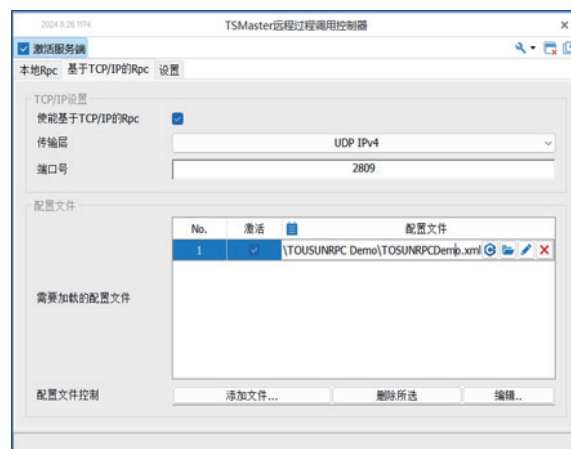 2024.8.26.1174
TSMaster远程过程调用控制器
激活服务端
本地Rpc 基于TCP/IP的Rpc 设置
TCP/IP设置
使能基于TCP/IP的Rpc
传输层 UDP IPv4
端口号 2809
配置文件
No. 激活 配置文件
1 \TOUSUNRPC Demo\TOSUNRPCDemo.xml
需要加载的配置文件
配置文件控制 添加文件... 删除所选 编辑..